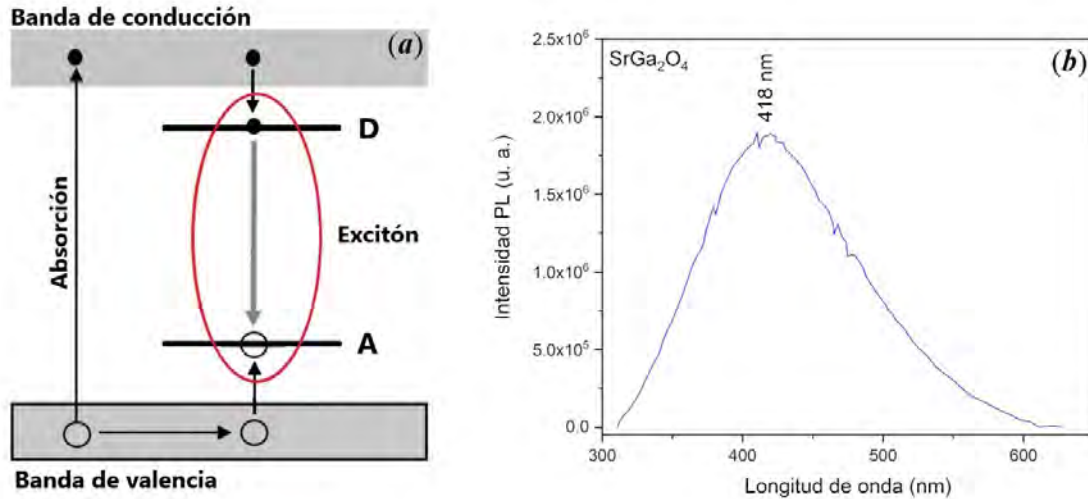 Banda de conducción
(a)
D
Absorción
Excitón
A
Banda de valencia
SrGa₂O₄
(b)
418 nm
2.5x10⁶
2.0x10⁶
1.5x10⁶
1.0x10⁶
5.0x10⁵
0.0
Intensidad PL (u. a.)
300 400 500 600
Longitud de onda (nm)